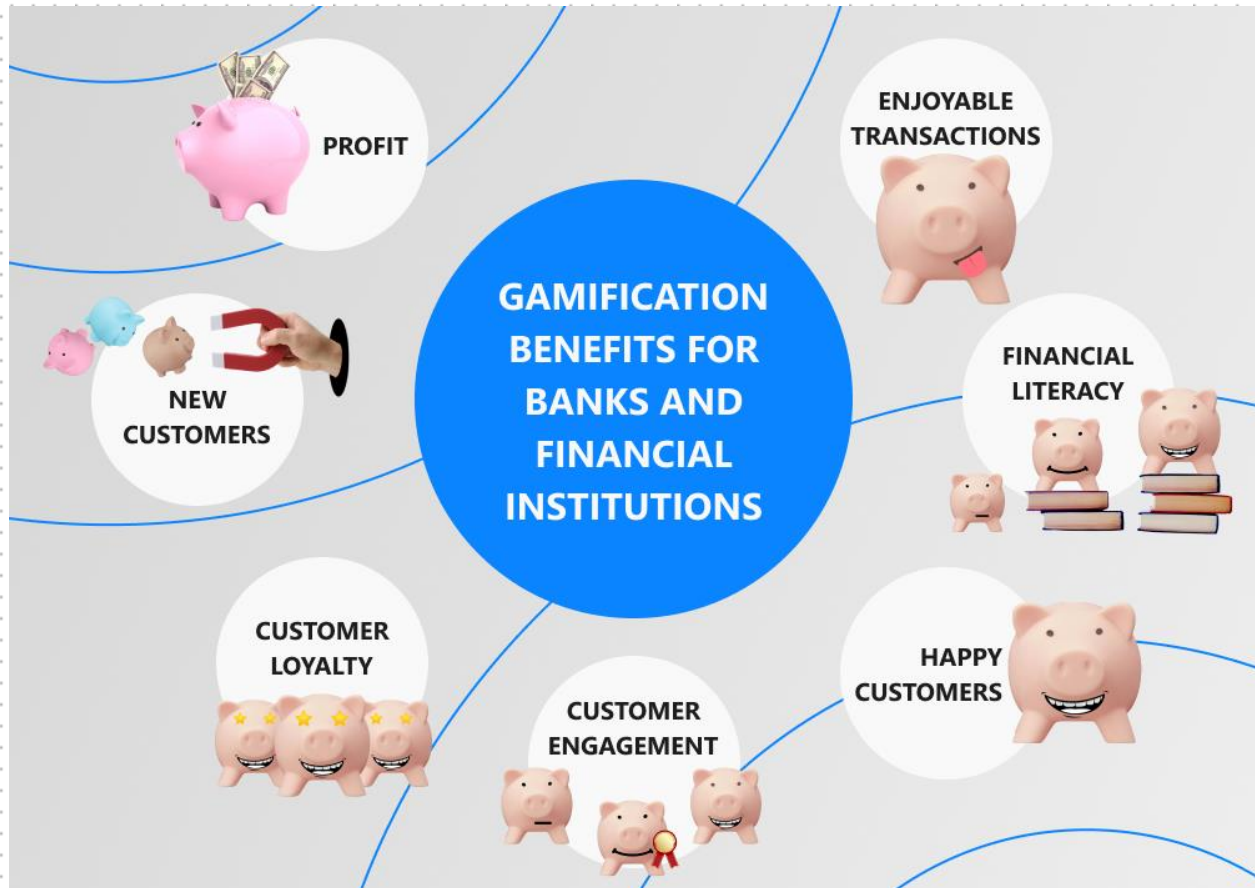 PROFIT
ENJOYABLE
TRANSACTIONS
GAMIFICATION
BENEFITS FOR
BANKS AND
FINANCIAL
INSTITUTIONS
FINANCIAL
LITERACY
NEW
CUSTOMERS
CUSTOMER
LOYALTY
HAPPY
CUSTOMERS
CUSTOMER
ENGAGEMENT